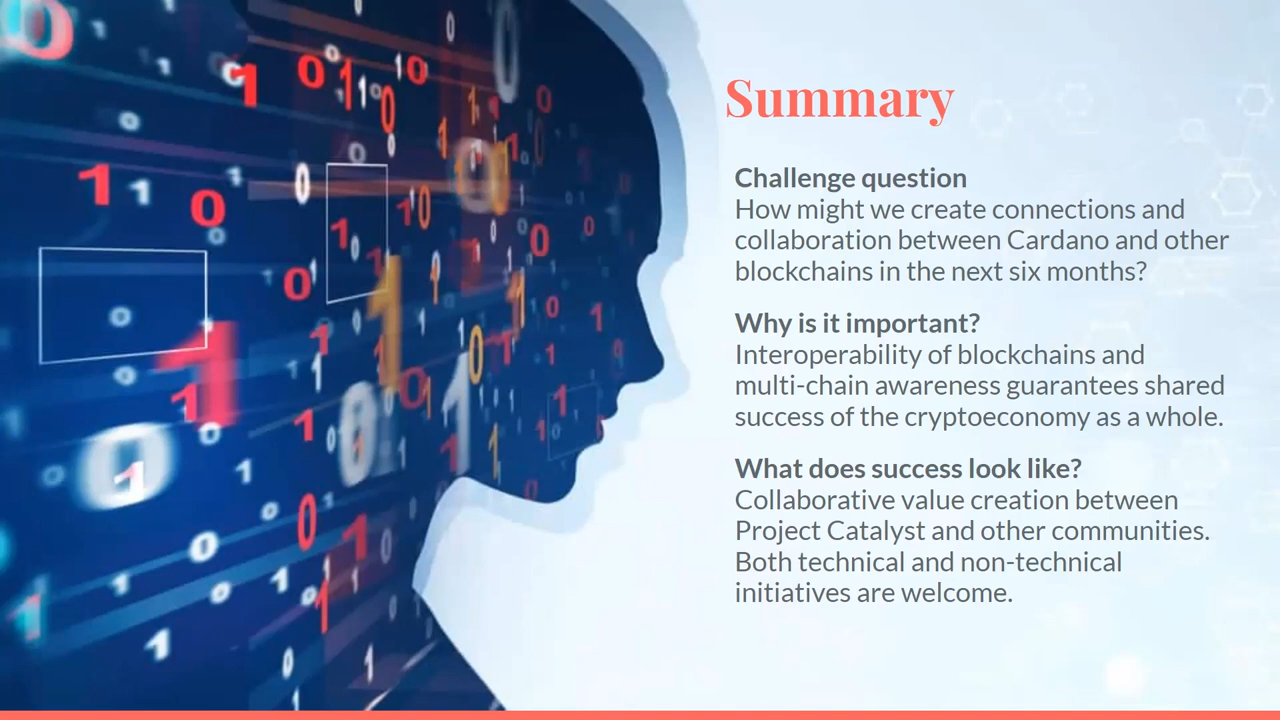 Summary
Challenge question
How might we create connections and
collaboration between Cardano and other
blockchains in the next six months?
Why is it important?
Interoperability of blockchains and
multi-chain awareness guarantees shared
success of the cryptoeconomy as a whole.
What does success look like?
Collaborative value creation between
Project Catalyst and other communities.
Both technical and non-technical
initiatives are welcome.